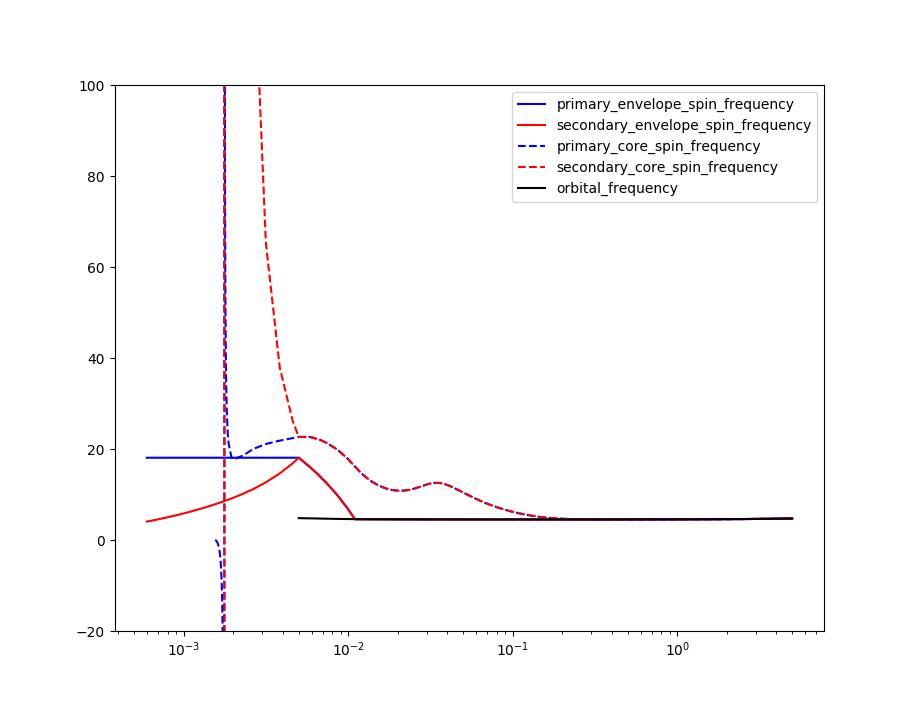 100
80
60
40
20
0
−20
10⁻³
10⁻²
10⁻¹
10⁰
primary_envelope_spin_frequency
secondary_envelope_spin_frequency
primary_core_spin_frequency
secondary_core_spin_frequency
orbital_frequency